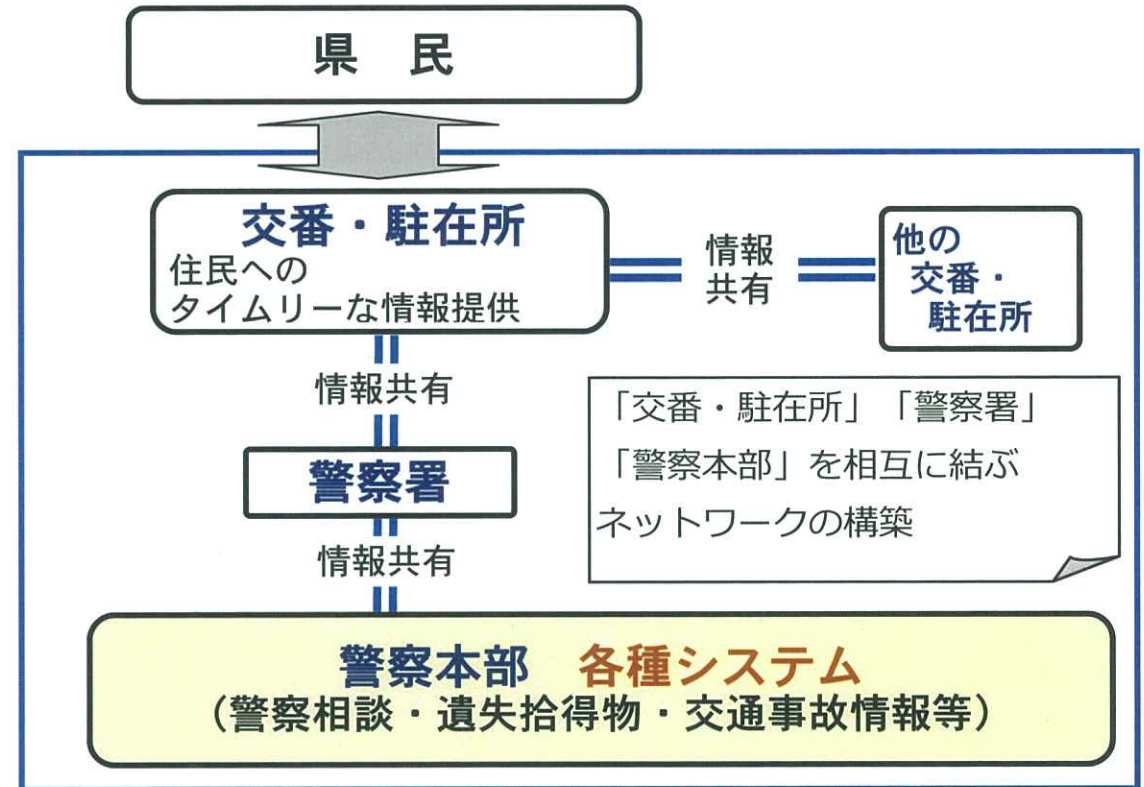 県　民
交番・駐在所
住民への
タイムリーな情報提供
情報
共有
他の
交番・
駐在所
情報共有
警察署
情報共有
「交番・駐在所」「警察署」
「警察本部」を相互に結ぶ
ネットワークの構築
警察本部　各種システム
（警察相談・遺失拾得物・交通事故情報等）